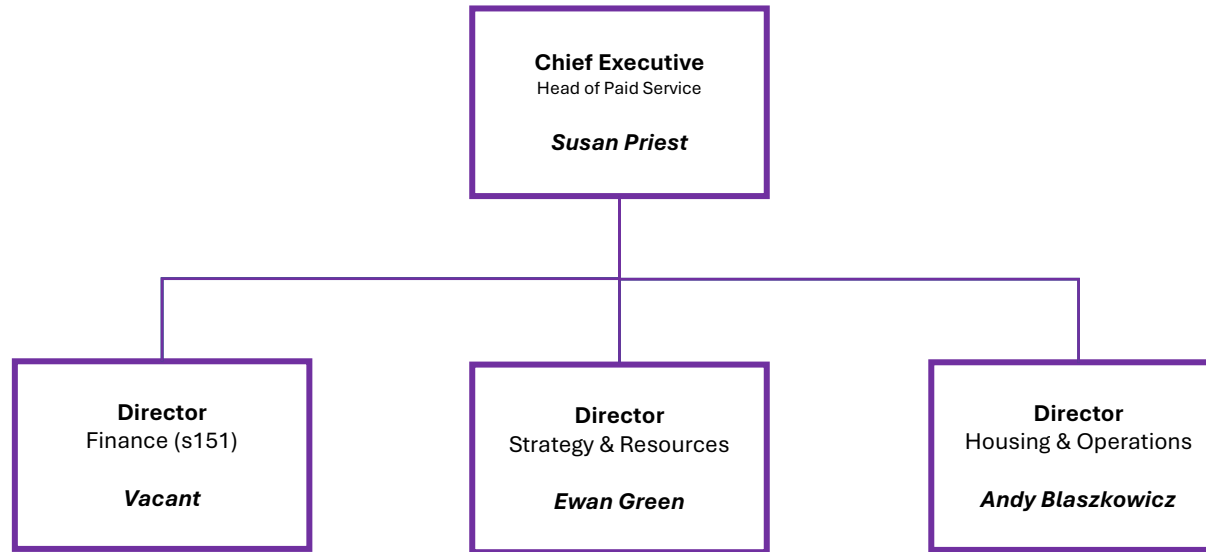 Chief Executive
Head of Paid Service
Susan Priest
Director
Finance (s151)
Vacant
Director
Strategy & Resources
Ewan Green
Director
Housing & Operations
Andy Blaszkowicz